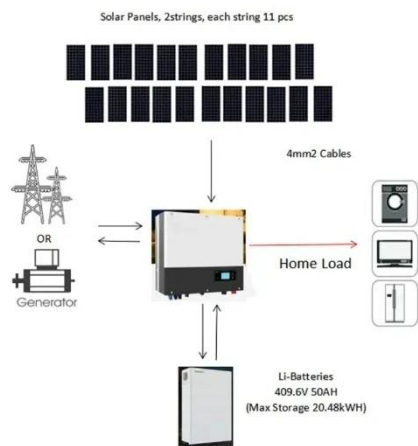 Solar Panels, 2strings, each string 11 pcs
4mm2 Cables
OR
Generator
Home Load
Li-Batteries
409.6V 50AH
(Max Storage 20.48kWH)